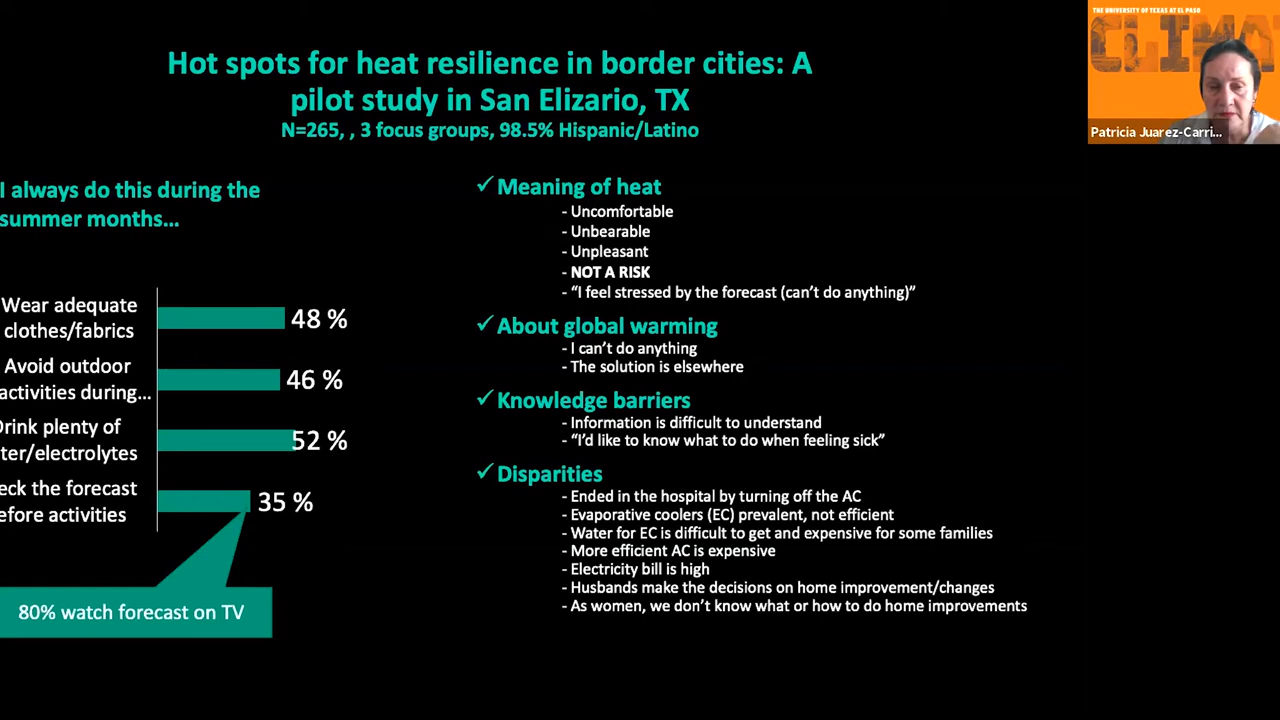 THE UNIVERSITY OF TEXAS AT EL PASO
Patricia Juarez-Carri...
Hot spots for heat resilience in border cities: A
pilot study in San Elizario, TX
N=265, , 3 focus groups, 98.5% Hispanic/Latino
I always do this during the
summer months...
Wear adequate
clothes/fabrics
48 %
Avoid outdoor
activities during...
46 %
Drink plenty of
ter/electrolytes
52 %
eck the forecast
efore activities
35 %
80% watch forecast on TV
✓ Meaning of heat
- Uncomfortable
- Unbearable
- Unpleasant
- NOT A RISK
- “I feel stressed by the forecast (can’t do anything)”
✓ About global warming
- I can’t do anything
- The solution is elsewhere
✓ Knowledge barriers
- Information is difficult to understand
- “I’d like to know what to do when feeling sick”
✓ Disparities
- Ended in the hospital by turning off the AC
- Evaporative coolers (EC) prevalent, not efficient
- Water for EC is difficult to get and expensive for some families
- More efficient AC is expensive
- Electricity bill is high
- Husbands make the decisions on home improvement/changes
- As women, we don’t know what or how to do home improvements